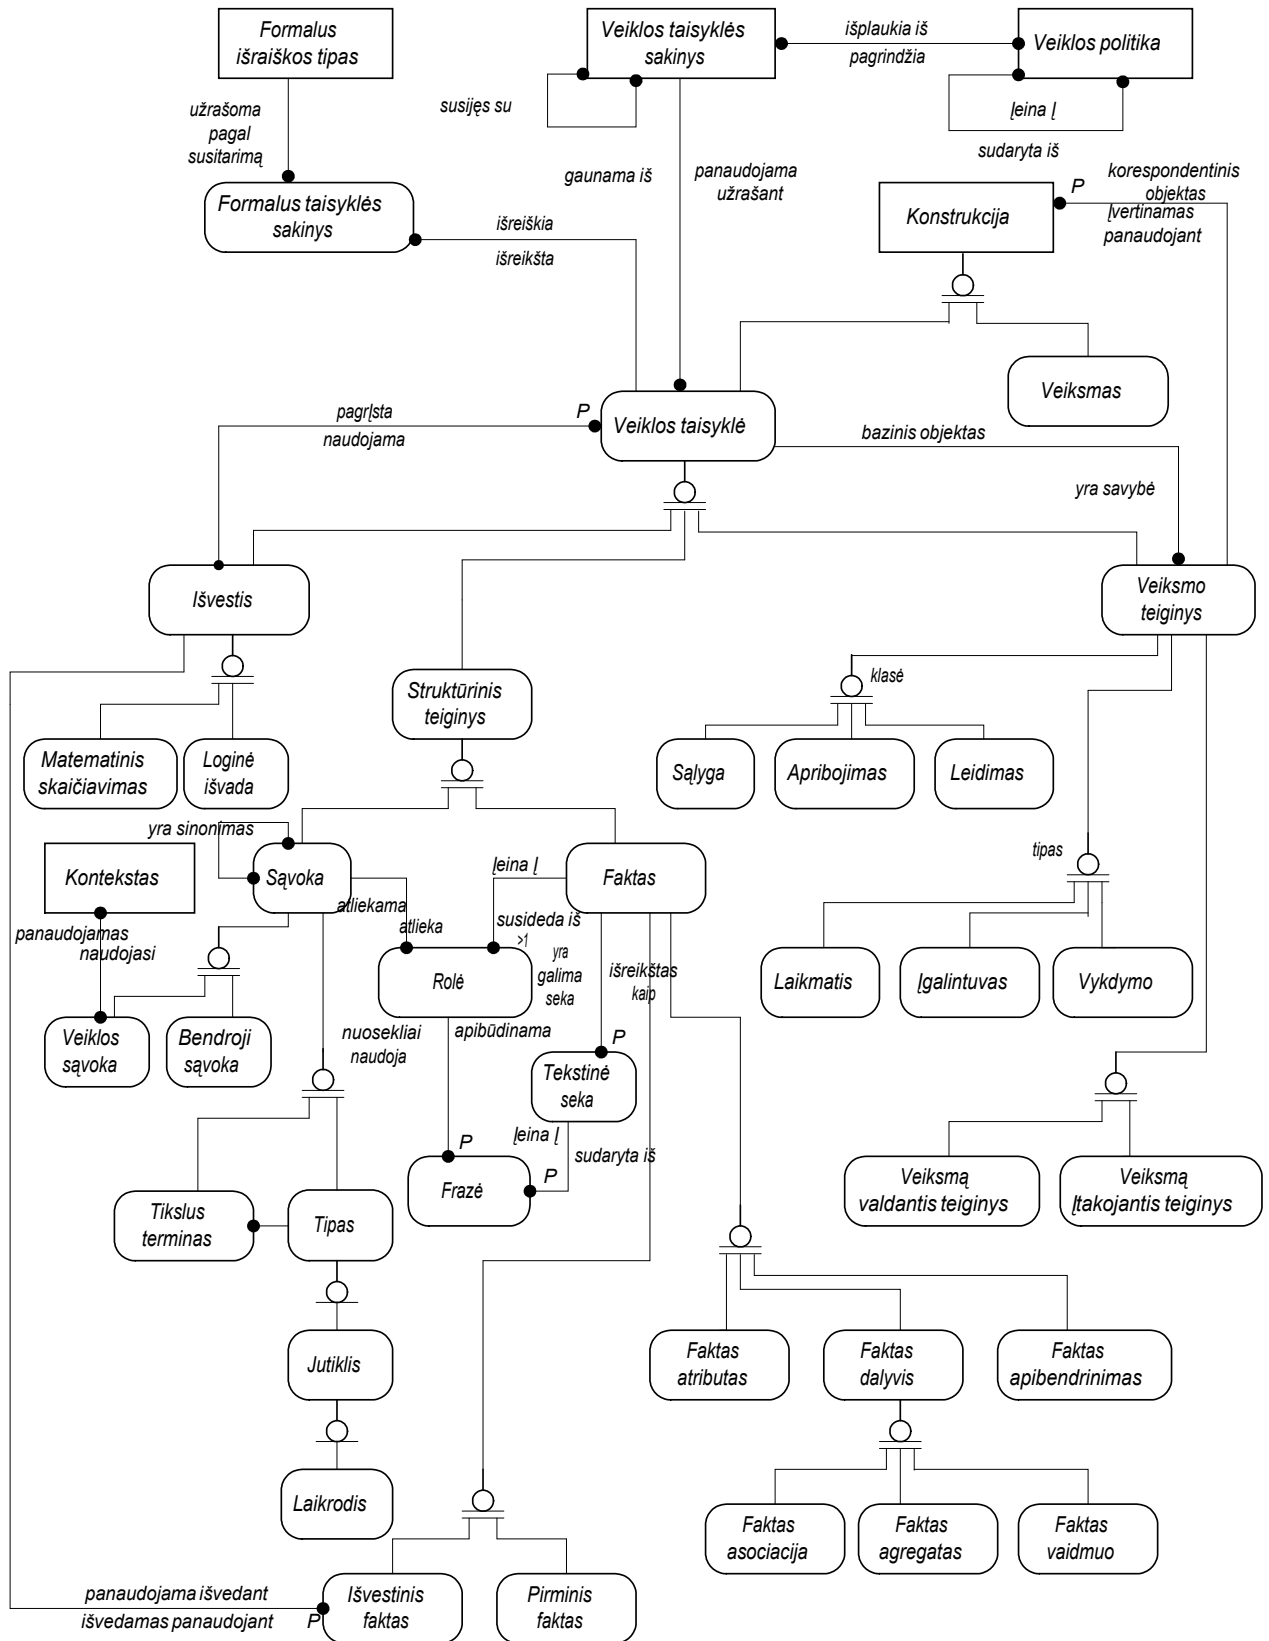 Formalus
išraiškos tipas
Veiklos taisyklės
sakinys
išplaukia iš
pagrindžia
Veiklos politika
užrašoma
pagal
susitarimą
susijęs su
Įeina Į
sudaryta iš
gaunama iš
panaudojama
užrašant
Formalus taisyklės
sakinys
išreiškia
išreikšta
Konstrukcija
P
korespondentinis
objektas
Įvertinamas
panaudojant
Veiksmas
pagrĮsta
naudojama
P
Veiklos taisyklė
bazinis objektas
yra savybė
Išvestis
Veiksmo
teiginys
Struktūrinis
teiginys
klasė
Matematinis
skaičiavimas
Loginė
išvada
Sąlyga
Apribojimas
Leidimas
yra sinonimas
Kontekstas
Sąvoka
Įeina Į
Faktas
tipas
atliekama
atlieka
susideda iš
>1
panaudojamas
naudojasi
yra
galima
seka
išreikštas
kaip
Rolė
Laikmatis
Įgalintuvas
Vykdymo
Veiklos
sąvoka
Bendroji
sąvoka
nuosekliai
naudoja
apibūdinama
P
Tekstinė
seka
P
Įeina Į
sudaryta iš
P
Frazė
Veiksmą
valdantis teiginys
Veiksmą
Įtakojantis teiginys
Tikslus
terminas
Tipas
Jutiklis
Faktas
atributas
Faktas
dalyvis
Faktas
apibendrinimas
Laikrodis
Faktas
asociacija
Faktas
agregatas
Faktas
vaidmuo
panaudojama išvedant
išvedamas panaudojant
P
Išvestinis
faktas
Pirminis
faktas